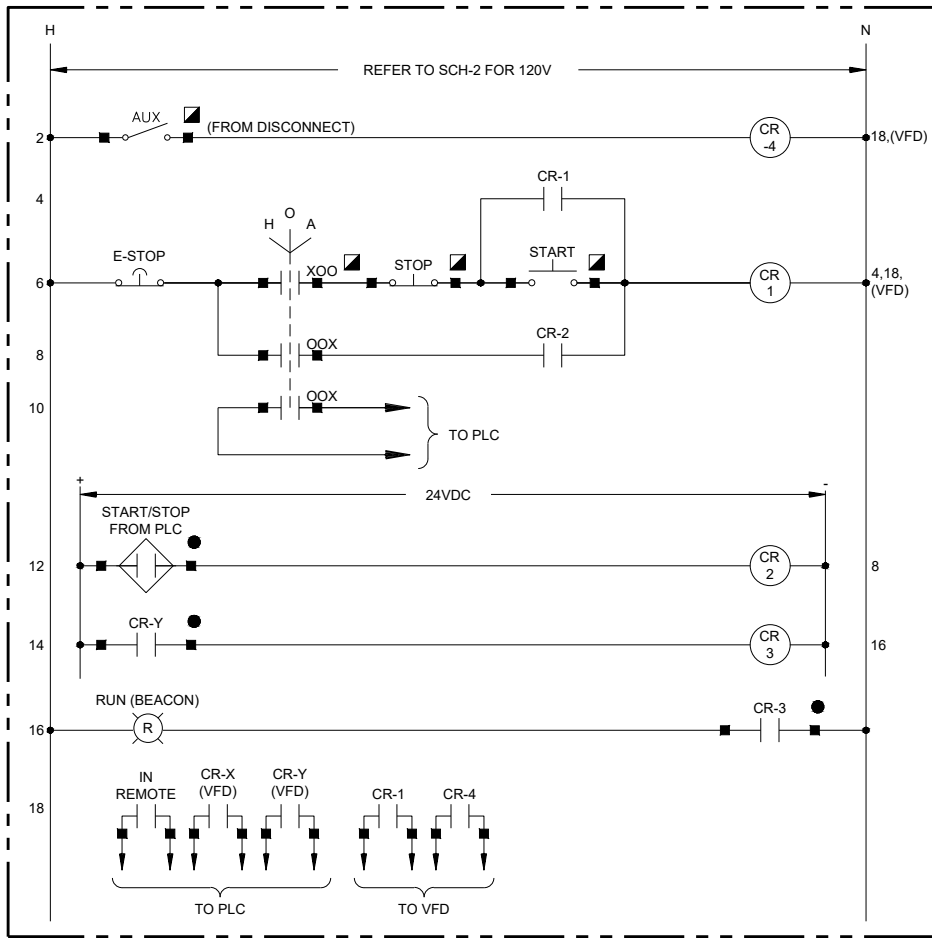 H N
REFER TO SCH-2 FOR 120V
AUX
(FROM DISCONNECT)
2 CR -4 18,(VFD)
CR-1
4
H O A
E-STOP XOO STOP START
6 CR 1 4,18, (VFD)
OOX CR-2
8
OOX
10
TO PLC
+ -
24VDC
START/STOP
FROM PLC
12 CR 2 8
CR-Y
14 CR 3 16
RUN (BEACON) CR-3
16 R
IN REMOTE CR-X (VFD) CR-Y (VFD) CR-1 CR-4
18
TO PLC TO VFD